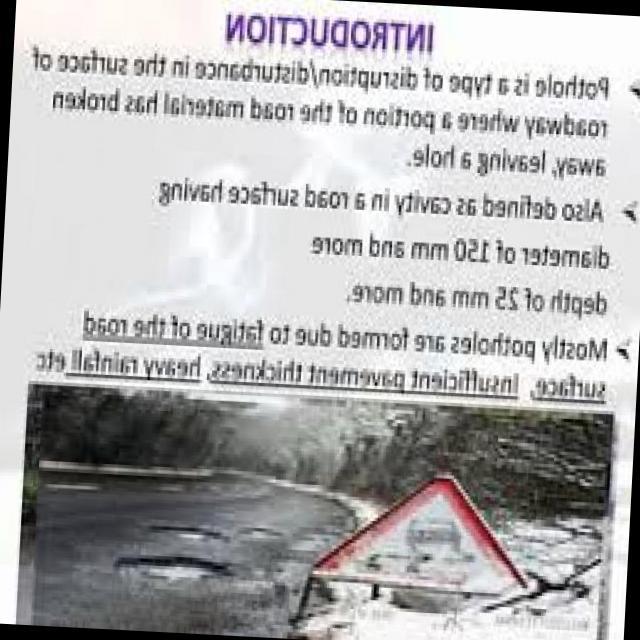 INTRODUCTION
Pothole is a type of disruption/disturbance in the surface of
roadway where a portion of the road material has broken
away, leaving a hole.
Also defined as cavity in a road surface having
diameter of 150 mm and more
depth of 25 mm and more.
Mostly potholes are formed due to fatigue of the road
surface, Insufficient pavement thickness, heavy rainfall etc